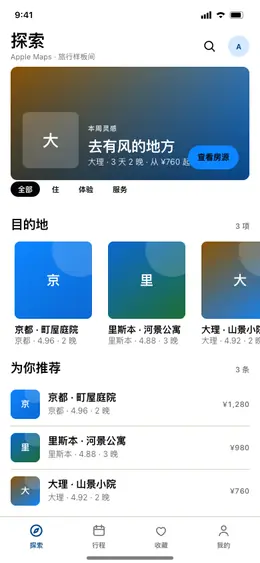 9:41
探索
Apple Maps · 旅行样板间
A
大
本周灵感
去有风的地方
大理 · 3 天 2 晚 · 从 ¥760 起
查看房源
全部
住
体验
服务
目的地
3 項
京
里
大
京都 · 町屋庭院
京都 · 4.96 · 2 晚
里斯本 · 河景公寓
里斯本 · 4.88 · 3 晚
大理 · 山景小院
大理 · 4.92 · 2 晚
为你推荐
3 条
京
京都 · 町屋庭院
京都 · 4.96 · 2 晚
¥1,280
里
里斯本 · 河景公寓
里斯本 · 4.88 · 3 晚
¥980
大
大理 · 山景小院
大理 · 4.92 · 2 晚
¥760
探索
行程
收藏
我的